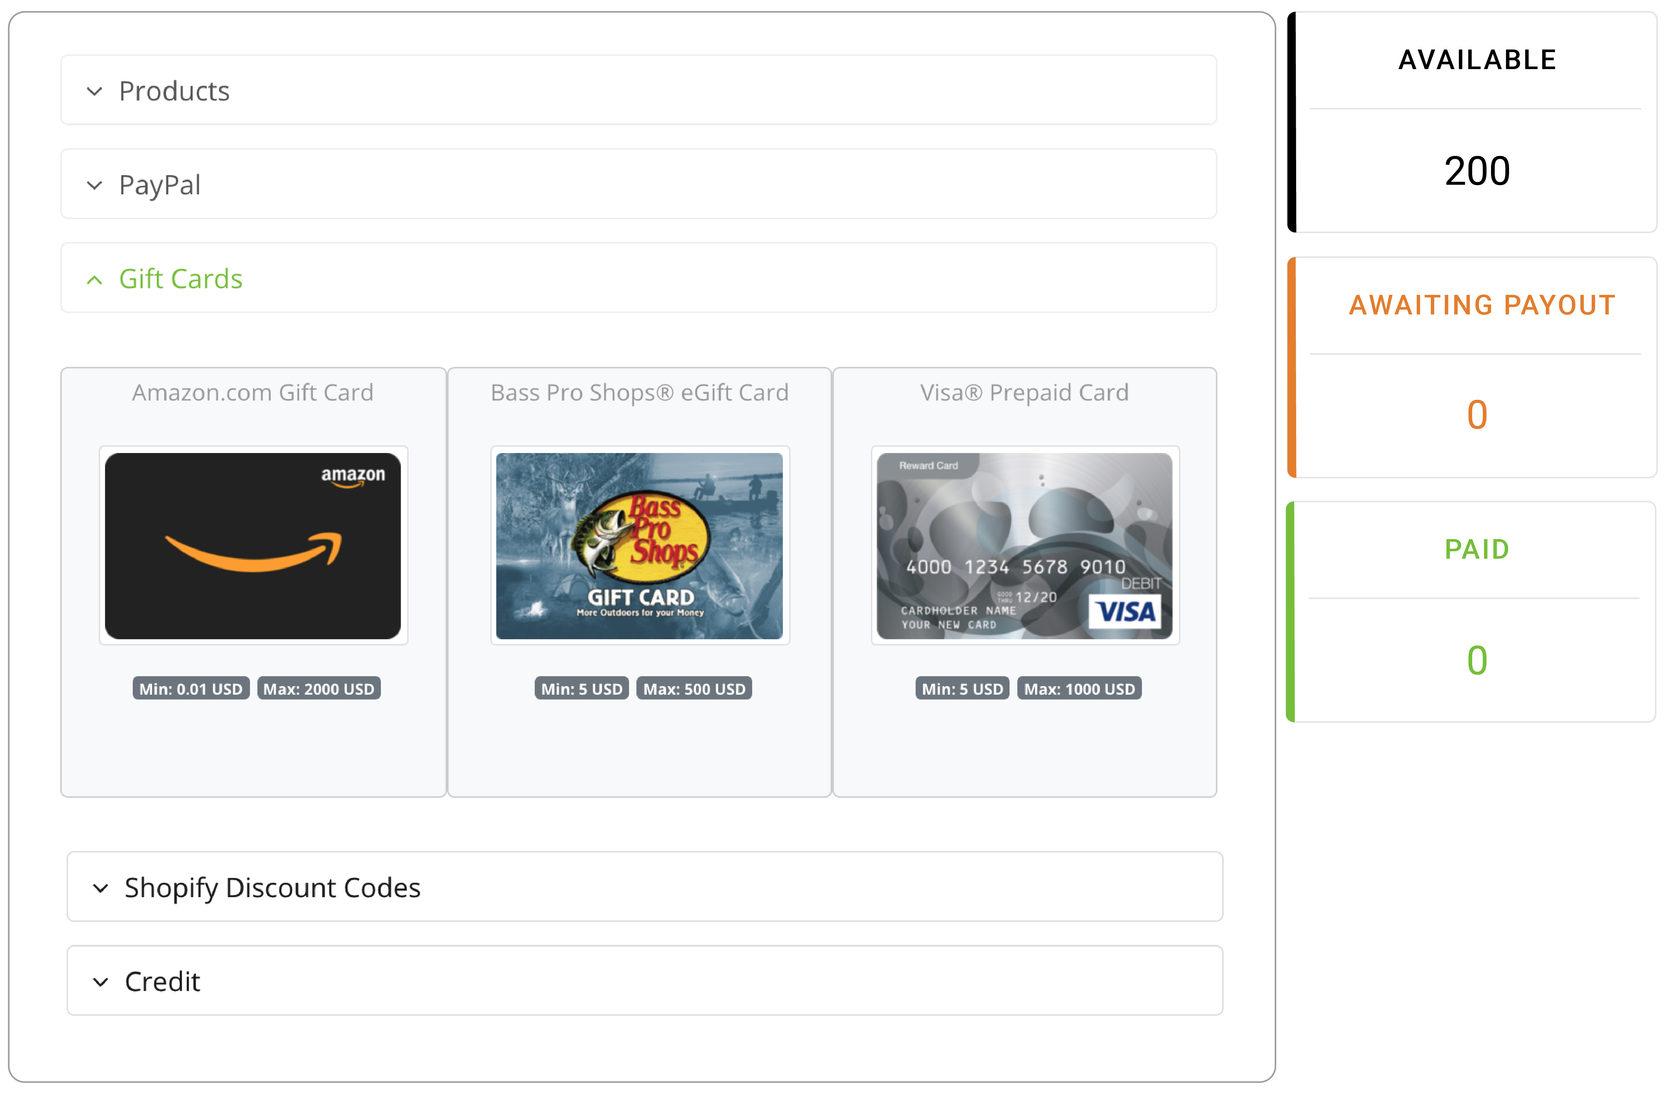 Products
PayPal
Gift Cards
Amazon.com Gift Card
amazon
Min: 0.01 USD Max: 2000 USD
Bass Pro Shops® eGift Card
Bass
Pro
Shops
GIFT CARD
More Outdoors for your Money
Min: 5 USD Max: 500 USD
Visa® Prepaid Card
Reward Card
4000 1234 5678 9010
DEBIT
GOOD
THRU 12/20
CARDHOLDER NAME
YOUR NEW CARD
VISA
Min: 5 USD Max: 1000 USD
Shopify Discount Codes
Credit
AVAILABLE
200
AWAITING PAYOUT
0
PAID
0